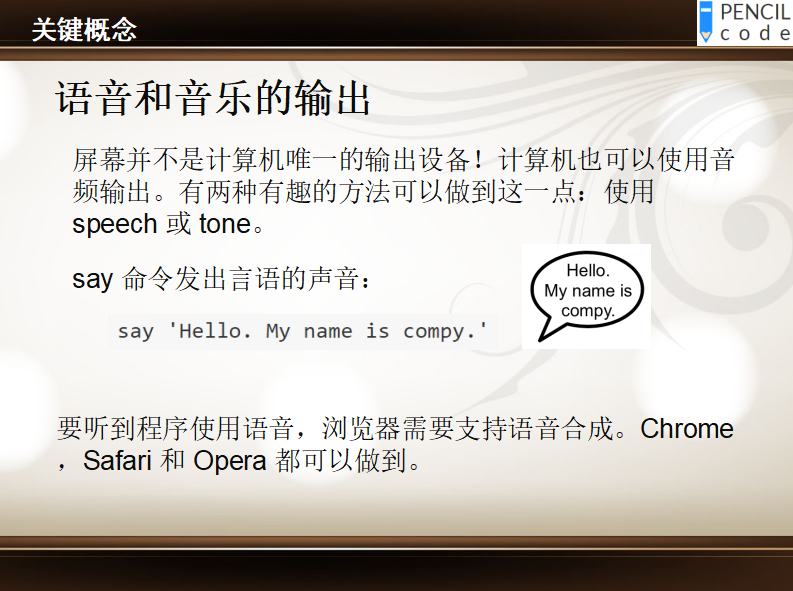 关键概念
PENCIL
code
语音和音乐的输出
屏幕并不是计算机唯一的输出设备！计算机也可以使用音
频输出。有两种有趣的方法可以做到这一点：使用
speech 或 tone。
say 命令发出言语的声音：
say 'Hello. My name is compy.'
Hello.
My name is
compy.
要听到程序使用语音，浏览器需要支持语音合成。Chrome
，Safari 和 Opera 都可以做到。